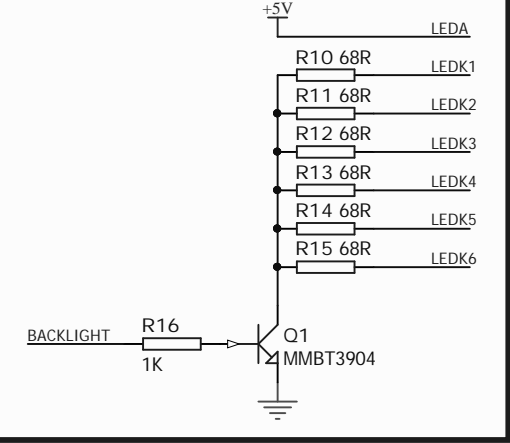 +5V
LEDA
R10 68R
LEDK1
R11 68R
LEDK2
R12 68R
LEDK3
R13 68R
LEDK4
R14 68R
LEDK5
R15 68R
LEDK6
BACKLIGHT
R16
1K
Q1
MMBT3904